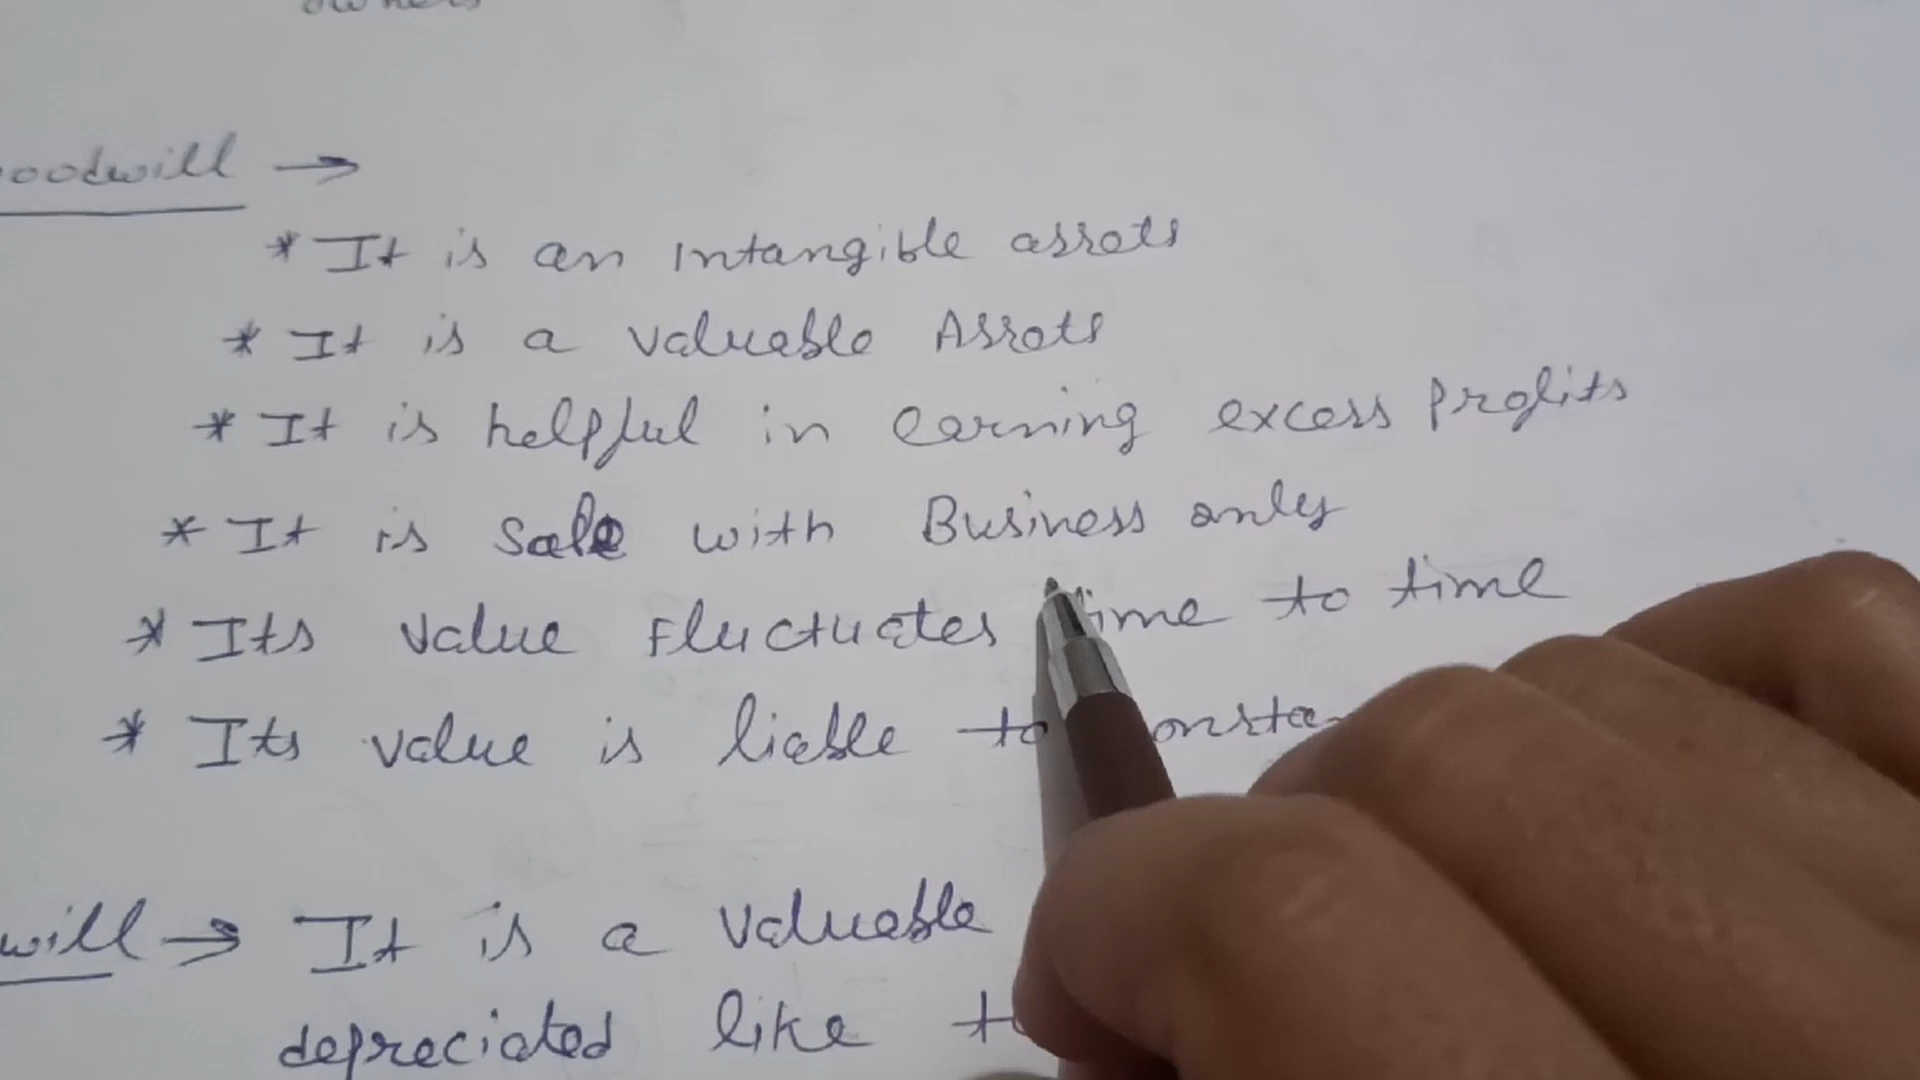 owners
oodwill →
* It is an Intangible assets
* It is a valuable Assets
* It is helpful in earning excess profits
* It is Sale with Business only
* Its value Fluctuates time to time
* Its value is liable to onsta
will → It is a valuable
depreciated like t